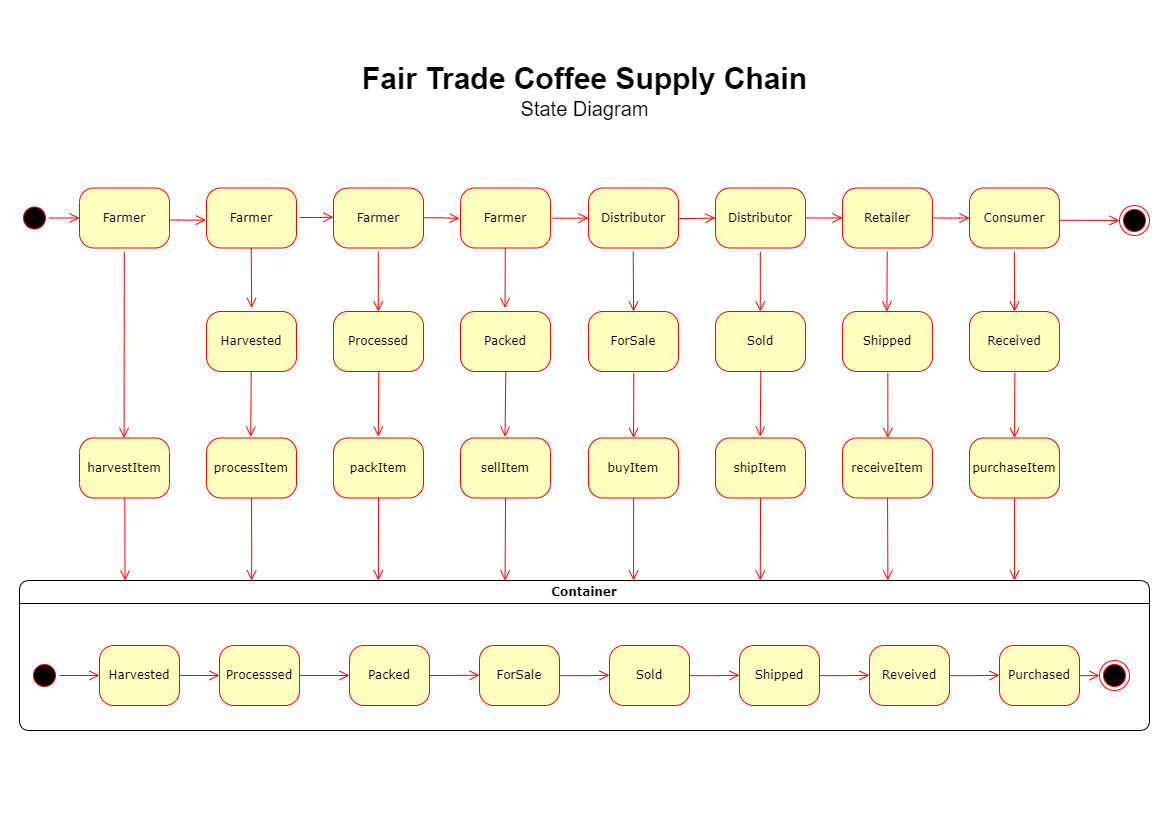 Fair Trade Coffee Supply Chain
State Diagram
Farmer Farmer Farmer Farmer Distributor Distributor Retailer Consumer
Harvested Processed Packed ForSale Sold Shipped Received
harvestItem processItem packItem sellItem buyItem shipItem receiveItem purchaseItem
Container
Harvested Processsed Packed ForSale Sold Shipped Reveived Purchased